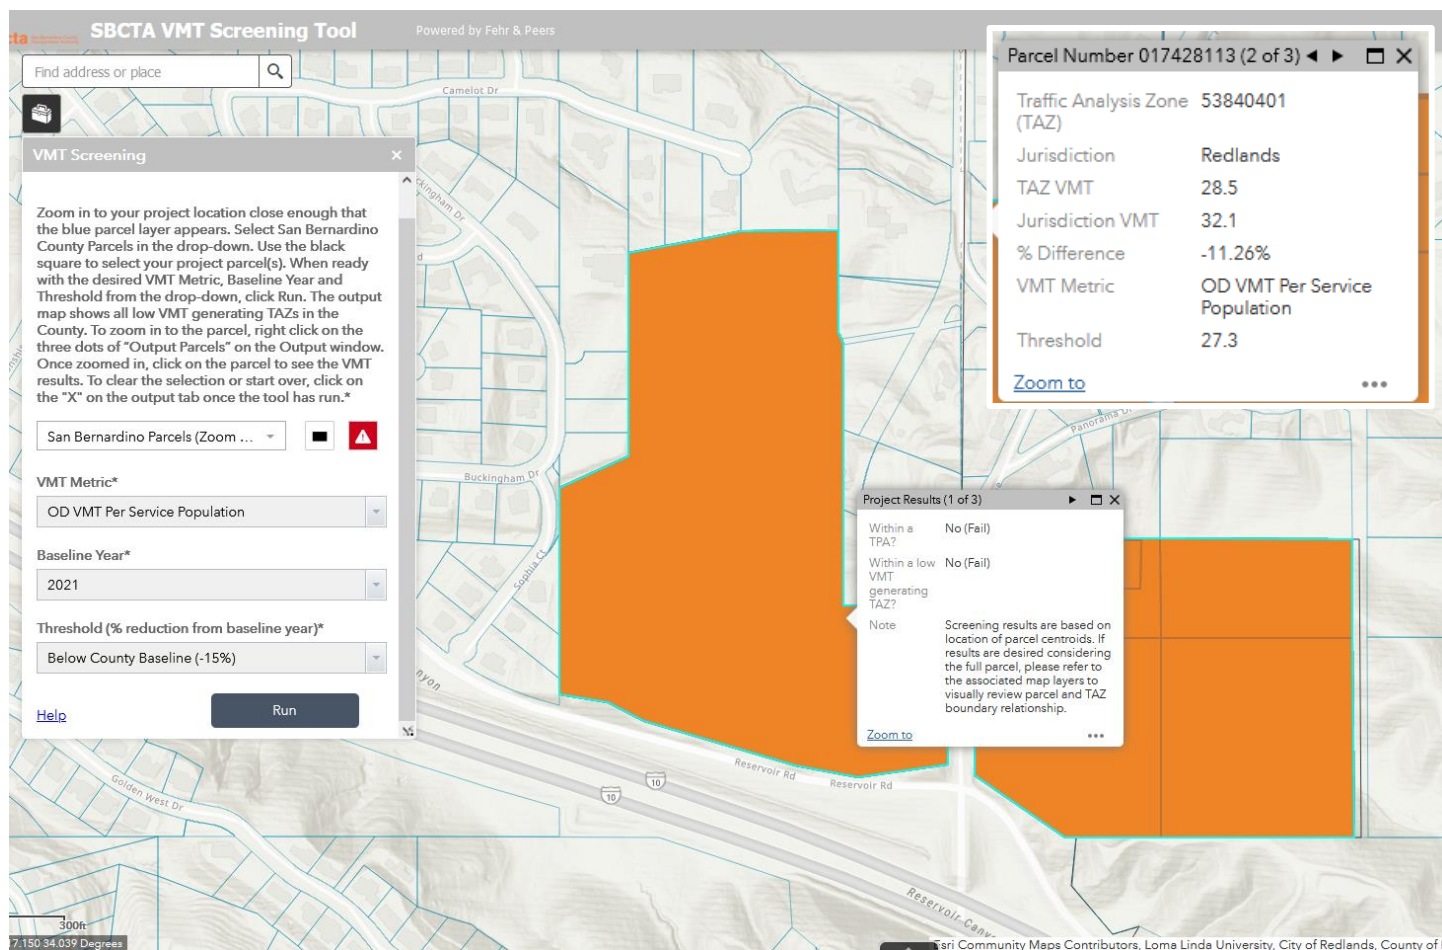 cta
SBCTA VMT Screening Tool
Powered by Fehr & Peers
Find address or place
VMT Screening
Zoom in to your project location close enough that
the blue parcel layer appears. Select San Bernardino
County Parcels in the drop-down. Use the black
square to select your project parcel(s). When ready
with the desired VMT Metric, Baseline Year and
Threshold from the drop-down, click Run. The output
map shows all low VMT generating TAZs in the
County. To zoom in to the parcel, right click on the
three dots of "Output Parcels" on the Output window.
Once zoomed in, click on the parcel to see the VMT
results. To clear the selection or start over, click on
the "X" on the output tab once the tool has run.*
San Bernardino Parcels (Zoom ...
VMT Metric*
OD VMT Per Service Population
Baseline Year*
2021
Threshold (% reduction from baseline year)*
Below County Baseline (-15%)
Help
Run
Parcel Number 017428113 (2 of 3)
Traffic Analysis Zone 53840401
(TAZ)
Jurisdiction Redlands
TAZ VMT 28.5
Jurisdiction VMT 32.1
% Difference -11.26%
VMT Metric OD VMT Per Service
Population
Threshold 27.3
Zoom to
Project Results (1 of 3)
Within a No (Fail)
TPA?
Within a low No (Fail)
VMT
generating
TAZ?
Note Screening results are based on
location of parcel centroids. If
results are desired considering
the full parcel, please refer to
the associated map layers to
visually review parcel and TAZ
boundary relationship.
Zoom to
Camelot Dr
ckingham Dr
d
Buckingham Dr
Sophia Ct
Panorama Dr
nyon
Reservoir Rd
Reservoir Rd
10
10
Golden West Dr
Reservoir Canyo
300ft
7.150 34.039 Degrees
Esri Community Maps Contributors, Loma Linda University, City of Redlands, County of